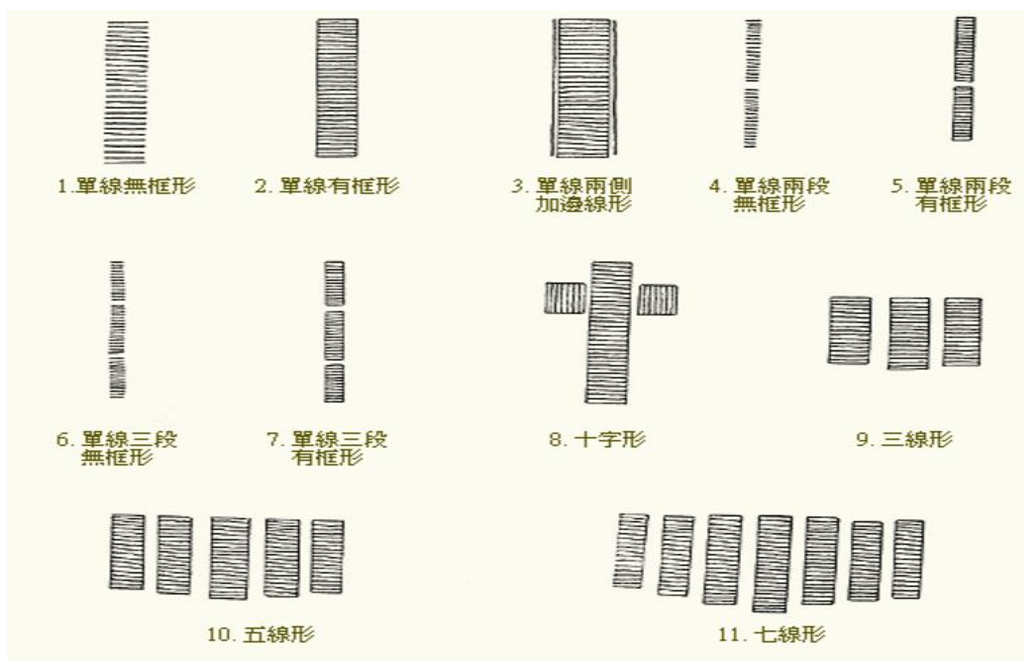 1.單線無框形
2. 單線有框形
3. 單線兩側
加邊線形
4. 單線兩段
無框形
5. 單線兩段
有框形
6. 單線三段
無框形
7. 單線三段
有框形
8. 十字形
9. 三線形
10. 五線形
11. 七線形